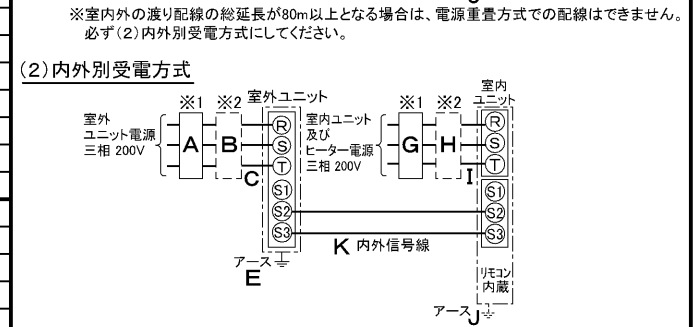 ※室内外の渡り配線の総延長が80m以上となる場合は、電源重畳方式での配線はできません。
必ず(2)内外別受電方式にしてください。
(2)内外別受電方式
※1 ※2 室外ユニット
室外
ユニット電源
三相 200V
A B C
R
S
T
S1
S2
S3
アース
E
※1 ※2 室内
ユニット
室内ユニット
及び
ヒーター電源
三相 200V
G H I
R
S
T
S1
S2
S3
K 内外信号線
リモコン
内蔵
アース J